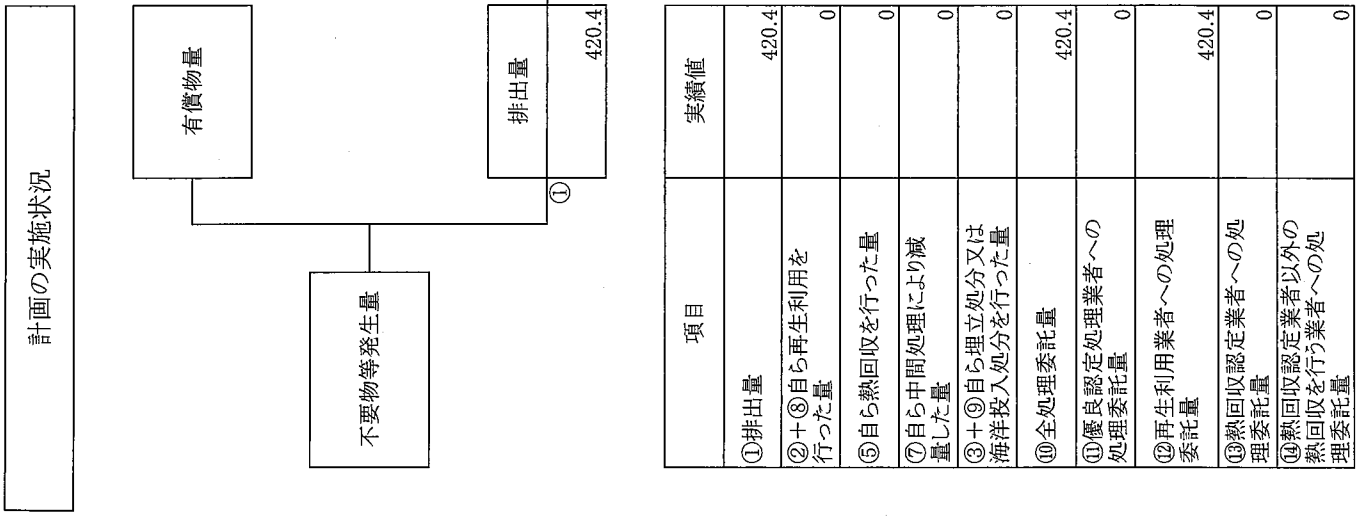 計画の実施状況
有償物量
不要物等発生量
排出量
420.4
①
項目 実績値
①排出量 420.4
②+⑧自ら再生利用を
行った量 0
⑤自ら熱回収を行った量 0
⑦自ら中間処理により減
量した量 0
③+⑨自ら埋立処分又は
海洋投入処分を行った量 0
⑩全処理委託量 420.4
⑪優良認定処理業者への
処理委託量 0
⑫再生利用業者への処理
委託量 420.4
⑬熱回収認定業者への処
理委託量 0
⑭熱回収認定業者以外の
熱回収を行う業者への処
理委託量 0